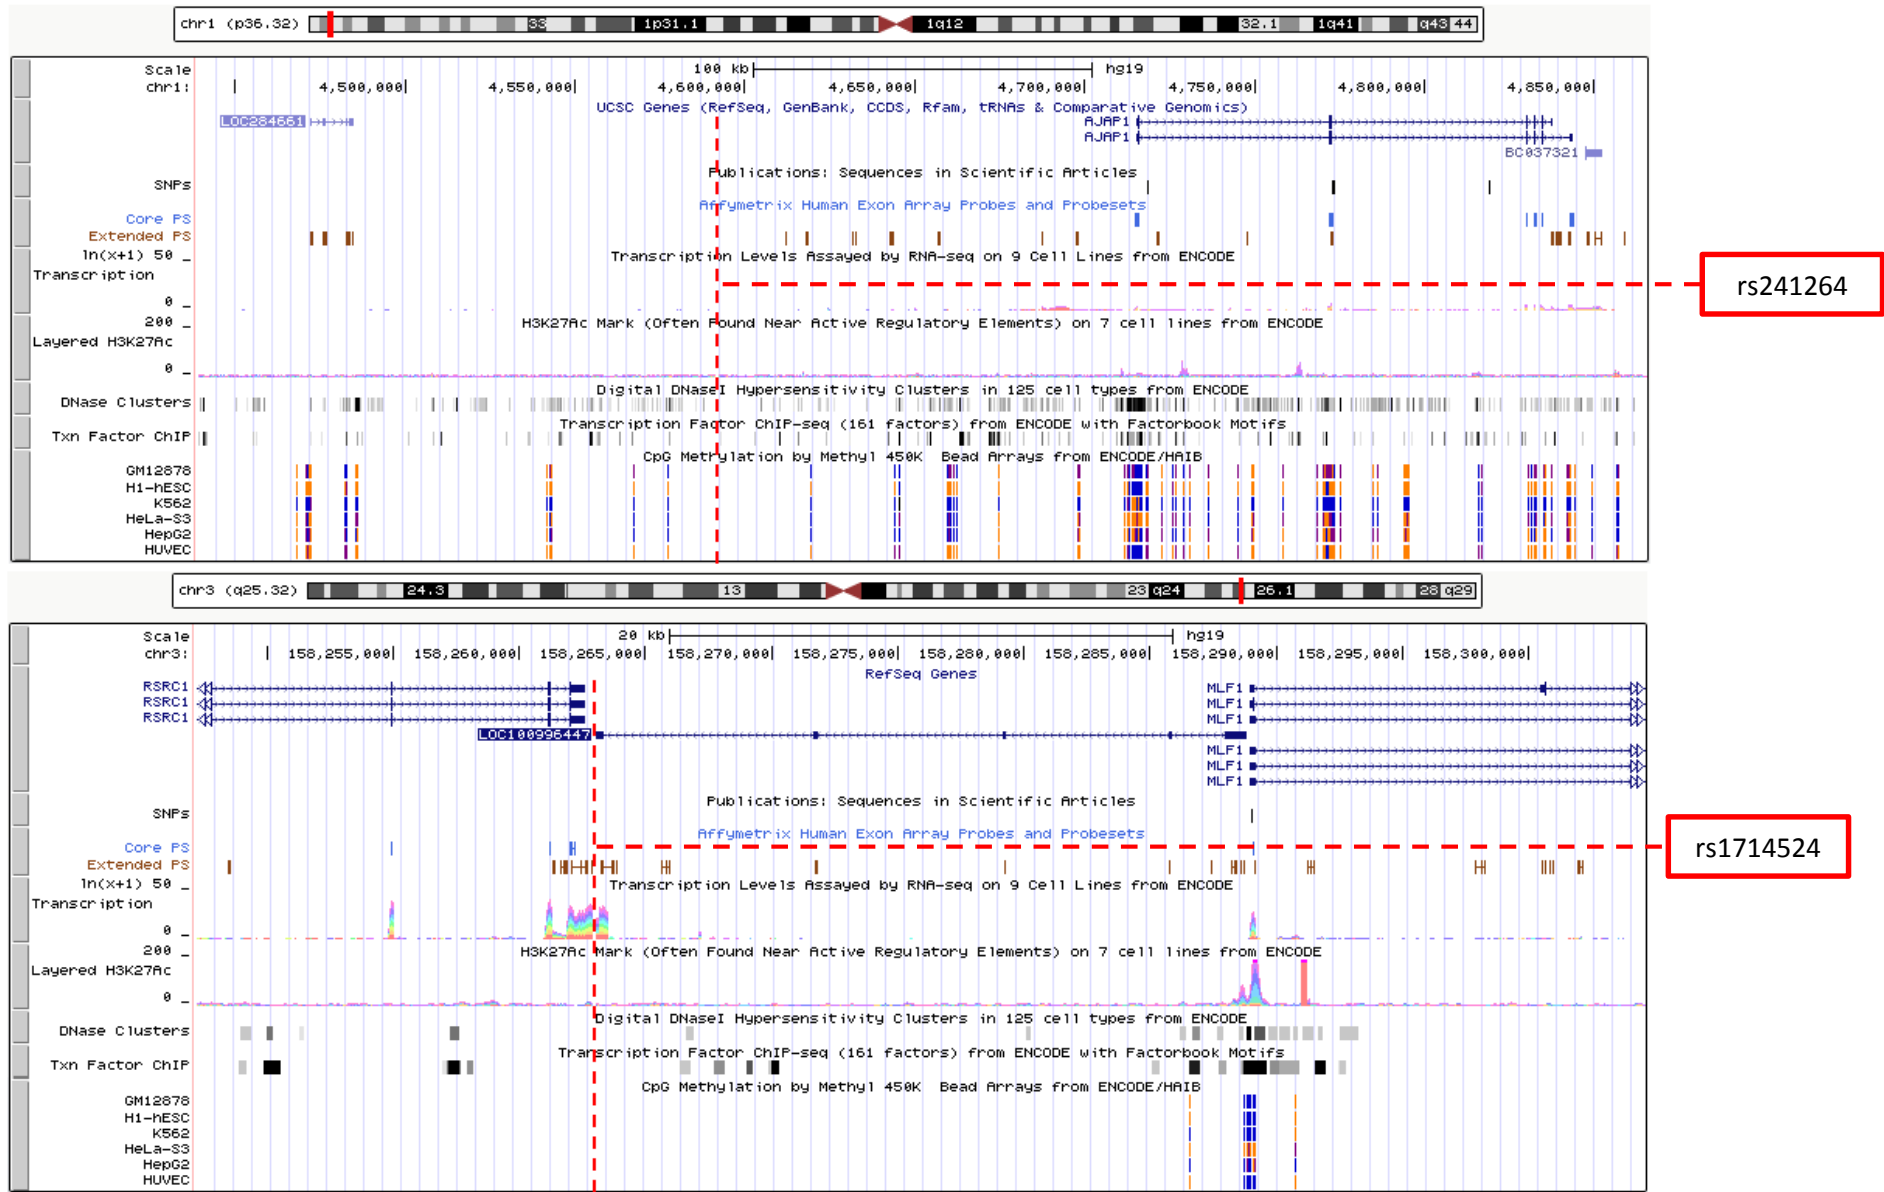 chr1 (p36.32) 33 1p31.1 1q12 32.1 1q41 q43 44
Scale 100 kb hg19
chr1: 4,500,000 4,550,000 4,600,000 4,650,000 4,700,000 4,750,000 4,800,000 4,850,000
UCSC Genes (RefSeq, GenBank, CCDS, Rfam, tRNAs & Comparative Genomics)
LOC284661 AJAP1
AJAP1
BC037321
Publications: Sequences in Scientific Articles
SNPs
Affymetrix Human Exon Array Probes and Probesets
Core PS
Extended PS
ln(x+1) 50 _ Transcription Levels Assayed by RNA-seq on 9 Cell Lines from ENCODE
Transcription
rs241264
0 _
200 _ H3K27Ac Mark (Often Found Near Active Regulatory Elements) on 7 cell lines from ENCODE
Layered H3K27Ac
0 _
Digital DNaseI Hypersensitivity Clusters in 125 cell types from ENCODE
DNase Clusters
Transcription Factor ChIP-seq (161 factors) from ENCODE with Factorbook Motifs
Txn Factor ChIP
CpG Methylation by Methyl 450K Bead Arrays from ENCODE/HAIB
GM12878
H1-hESC
K562
HeLa-S3
HepG2
HUVEC
chr3 (q25.32) 24.3 13 23 q24 26.1 28 q29
Scale 20 kb hg19
chr3: 158,255,000 158,260,000 158,265,000 158,270,000 158,275,000 158,280,000 158,285,000 158,290,000 158,295,000 158,300,000
RefSeq Genes
RSRC1 MLF1
RSRC1 MLF1
RSRC1 MLF1
LOC100996447
MLF1
MLF1
MLF1
Publications: Sequences in Scientific Articles
SNPs
Affymetrix Human Exon Array Probes and Probesets
Core PS
rs1714524
Extended PS
ln(x+1) 50 _ Transcription Levels Assayed by RNA-seq on 9 Cell Lines from ENCODE
Transcription
0 _
200 _ H3K27Ac Mark (Often Found Near Active Regulatory Elements) on 7 cell lines from ENCODE
Layered H3K27Ac
0 _
Digital DNaseI Hypersensitivity Clusters in 125 cell types from ENCODE
DNase Clusters
Transcription Factor ChIP-seq (161 factors) from ENCODE with Factorbook Motifs
Txn Factor ChIP
CpG Methylation by Methyl 450K Bead Arrays from ENCODE/HAIB
GM12878
H1-hESC
K562
HeLa-S3
HepG2
HUVEC